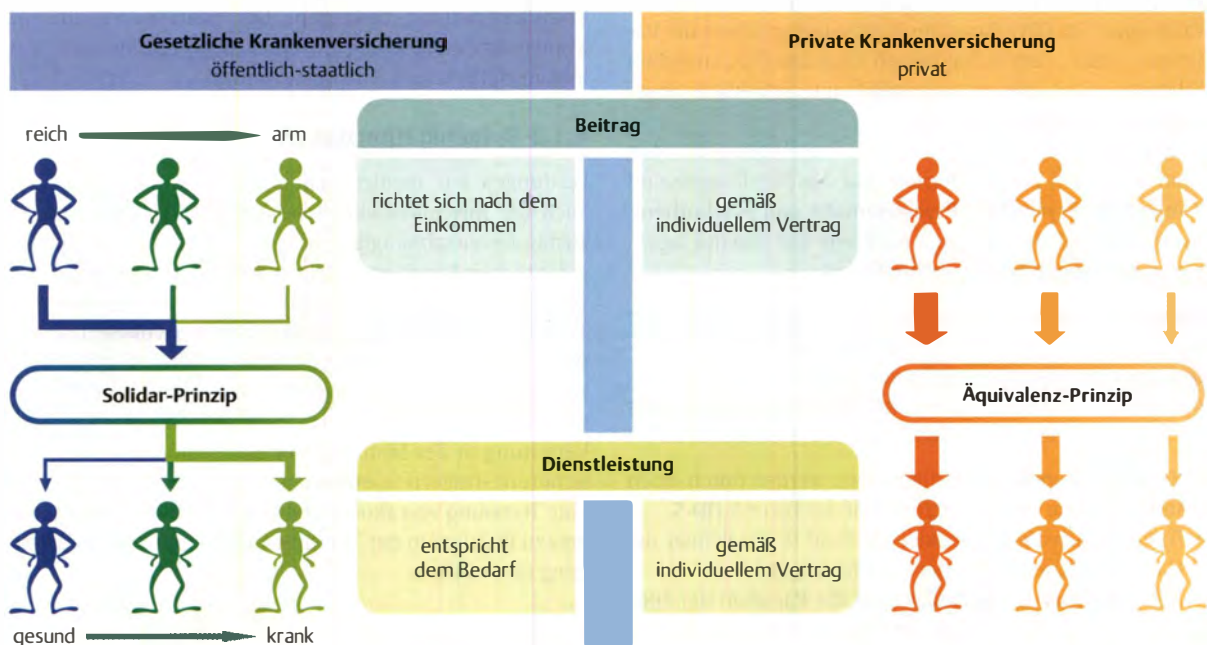 Gesetzliche Krankenversicherung
öffentlich-staatlich
Private Krankenversicherung
privat
Beitrag
reich
arm
richtet sich nach dem
Einkommen
gemäß
individuellem Vertrag
Solidar-Prinzip
Äquivalenz-Prinzip
Dienstleistung
entspricht
dem Bedarf
gemäß
individuellem Vertrag
gesund
krank